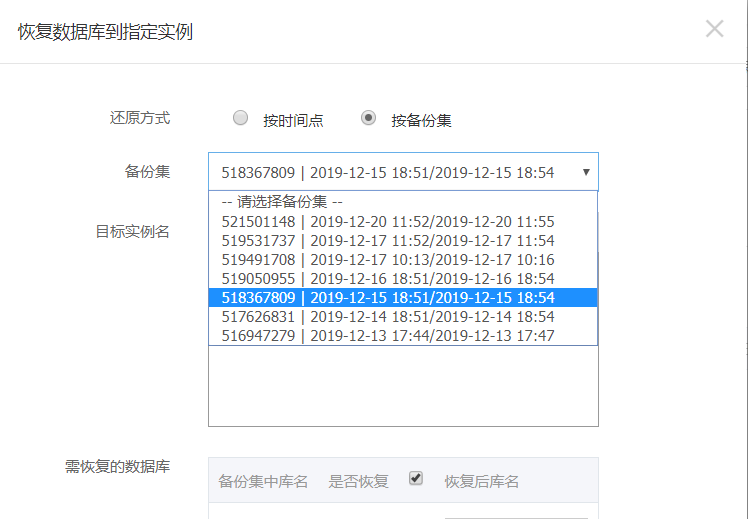 恢复数据库到指定实例
还原方式 按时间点 按备份集
备份集 518367809 | 2019-12-15 18:51/2019-12-15 18:54
-- 请选择备份集 --
521501148 | 2019-12-20 11:52/2019-12-20 11:55
目标实例名
519531737 | 2019-12-17 11:52/2019-12-17 11:54
519491708 | 2019-12-17 10:13/2019-12-17 10:16
519050955 | 2019-12-16 18:51/2019-12-16 18:54
518367809 | 2019-12-15 18:51/2019-12-15 18:54
517626831 | 2019-12-14 18:51/2019-12-14 18:54
516947279 | 2019-12-13 17:44/2019-12-13 17:47
需恢复的数据库
备份集中库名 是否恢复 恢复后库名